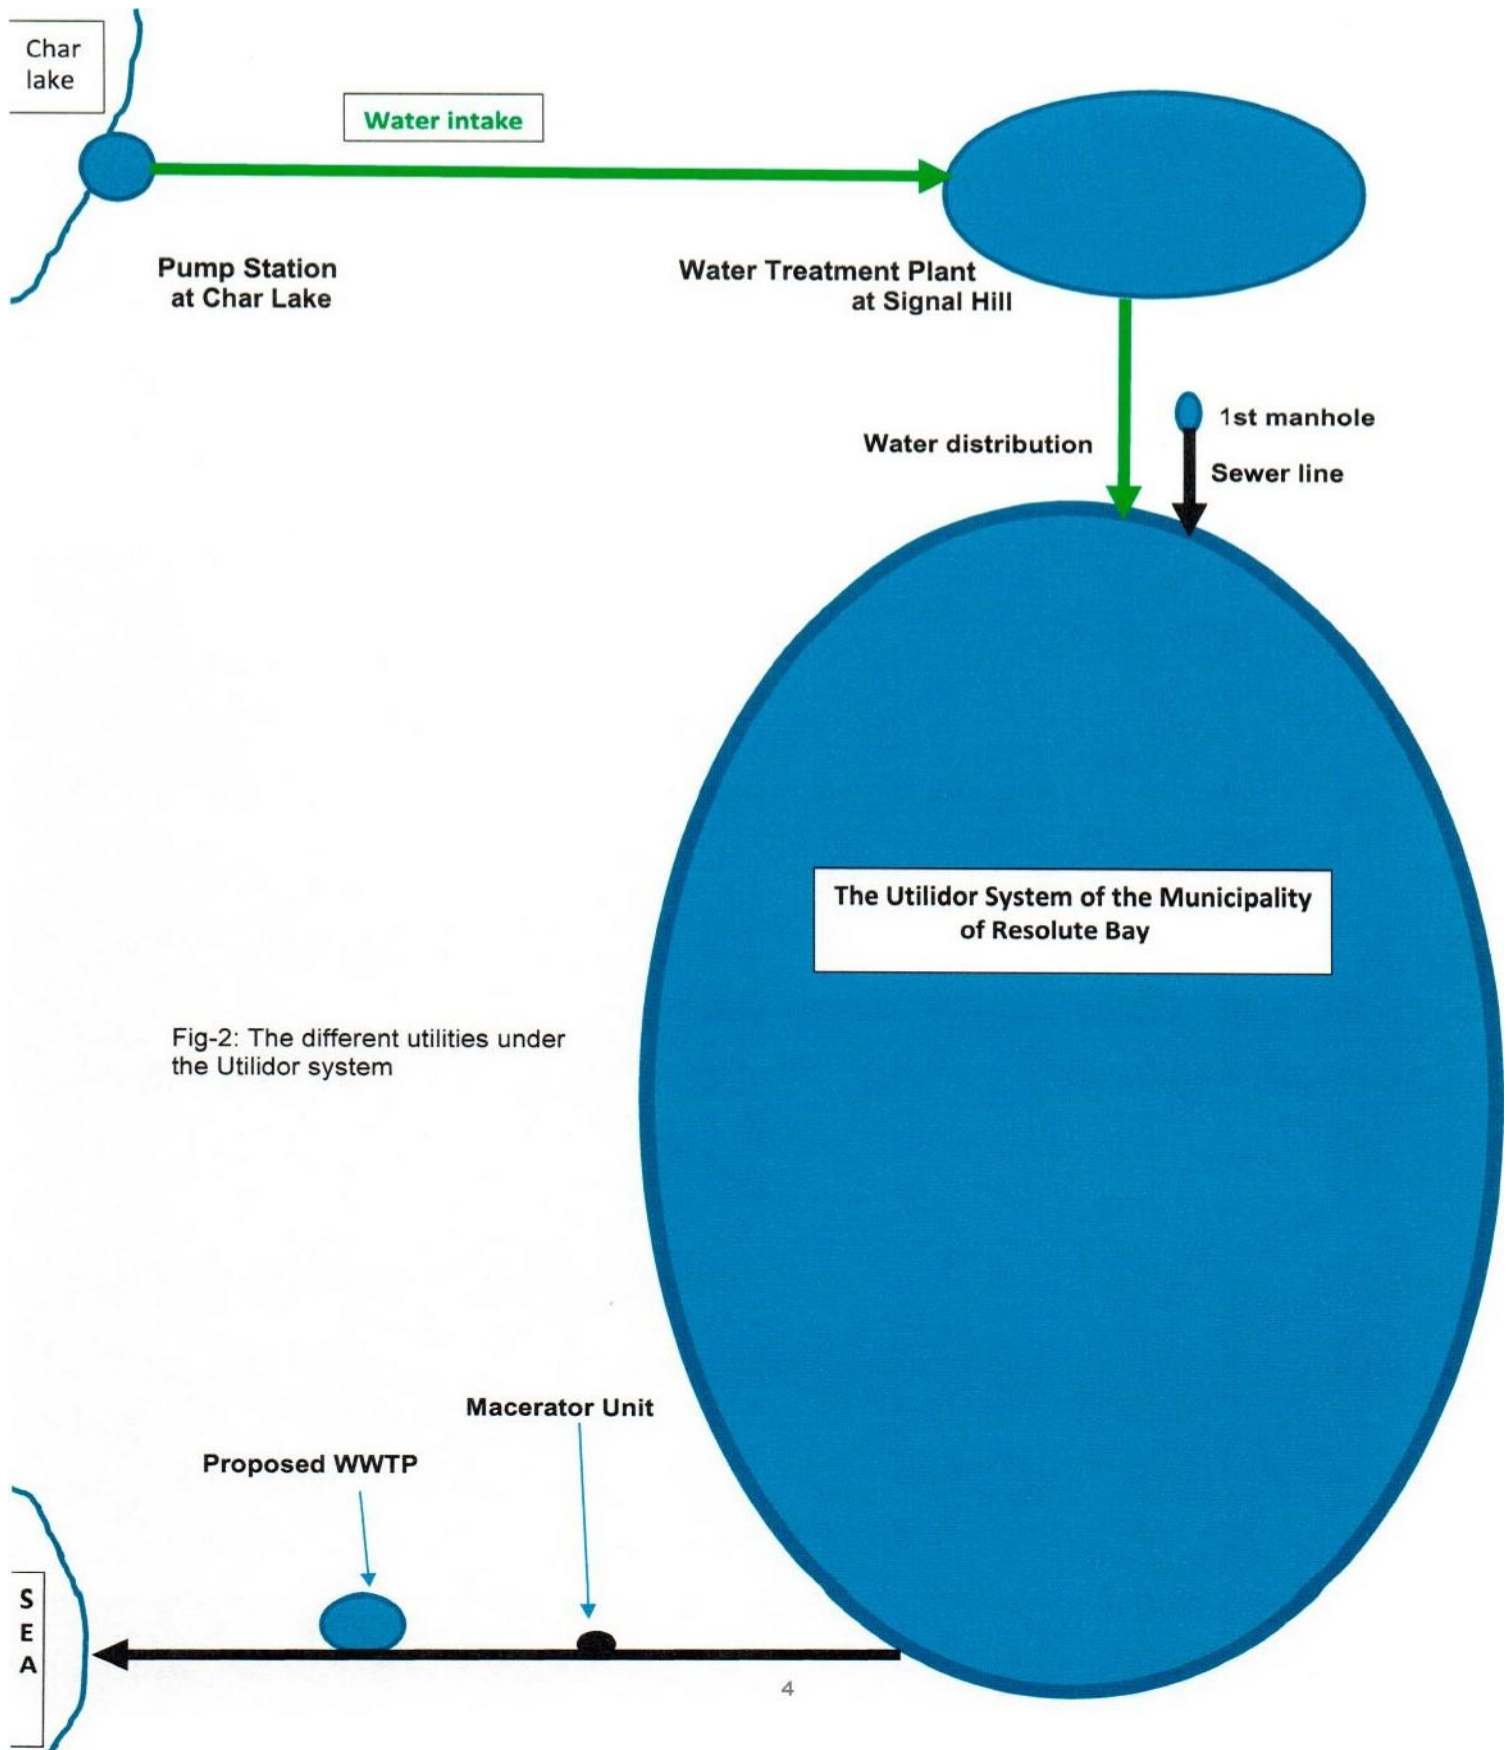 Char
lake
Water intake
Pump Station
at Char Lake
Water Treatment Plant
at Signal Hill
1st manhole
Water distribution
Sewer line
The Utilidor System of the Municipality
of Resolute Bay
Fig-2: The different utilities under
the Utilidor system
Macerator Unit
Proposed WWTP
S
E
A
4